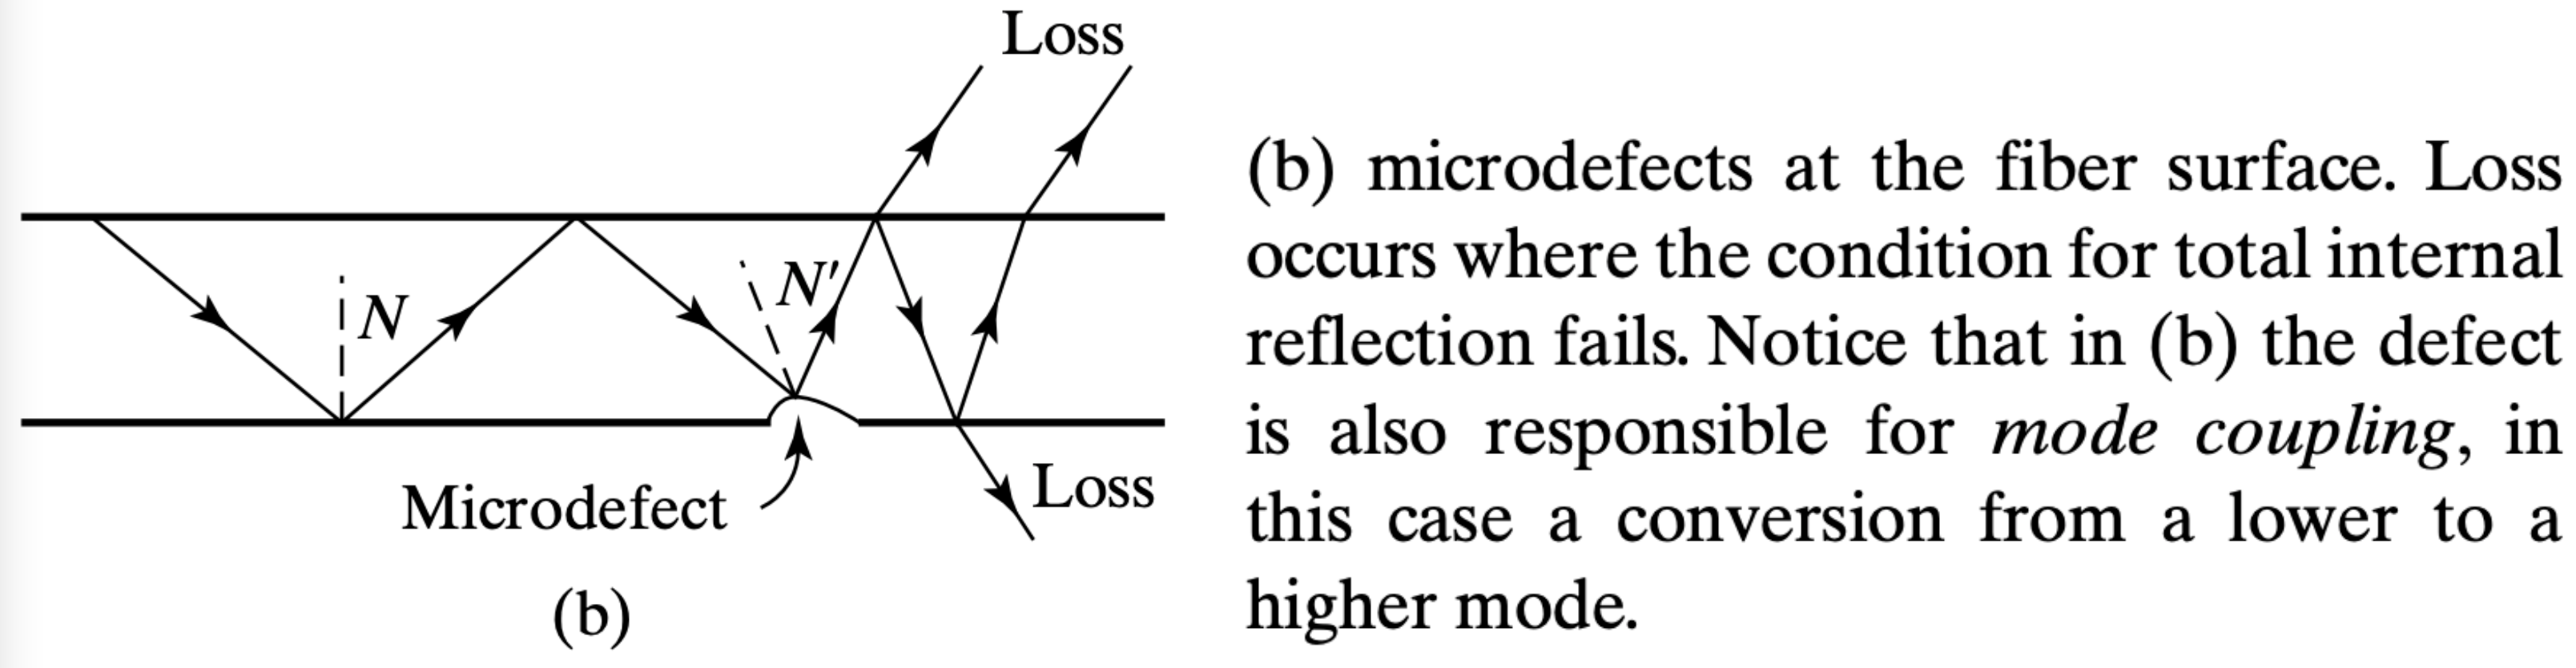 Loss
N
N′
Microdefect
Loss
(b)
(b) microdefects at the fiber surface. Loss
occurs where the condition for total internal
reflection fails. Notice that in (b) the defect
is also responsible for mode coupling, in
this case a conversion from a lower to a
higher mode.